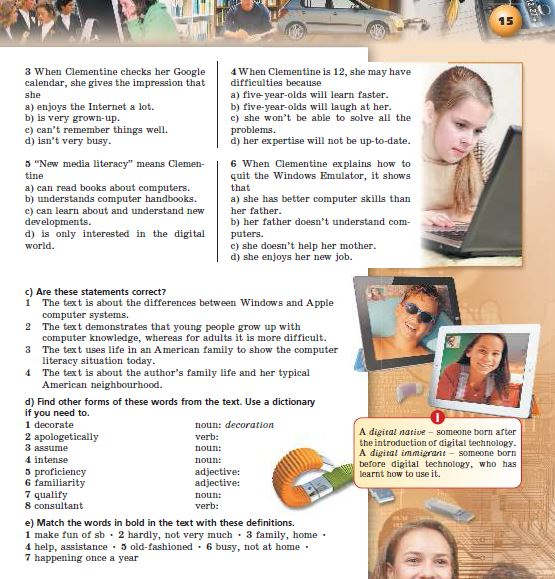 15
3 When Clementine checks her Google
calendar, she gives the impression that
she
a) enjoys the Internet a lot.
b) is very grown-up.
c) can't remember things well.
d) isn't very busy.
4 When Clementine is 12, she may have
difficulties because
a) five-year-olds will learn faster.
b) five-year-olds will laugh at her.
c) she won't be able to solve all the
problems.
d) her expertise will not be up-to-date.
5 “New media literacy” means Clemen-
tine
a) can read books about computers.
b) understands computer handbooks.
c) can learn about and understand new
developments.
d) is only interested in the digital
world.
6 When Clementine explains how to
quit the Windows Emulator, it shows
that
a) she has better computer skills than
her father.
b) her father doesn't understand com-
puters.
c) she doesn't help her mother.
d) she enjoys her new job.
c) Are these statements correct?
1 The text is about the differences between Windows and Apple
computer systems.
2 The text demonstrates that young people grow up with
computer knowledge, whereas for adults it is more difficult.
3 The text uses life in an American family to show the computer
literacy situation today.
4 The text is about the author's family life and her typical
American neighbourhood.
d) Find other forms of these words from the text. Use a dictionary
if you need to.
1 decorate noun: decoration
2 apologetically verb:
3 assume noun:
4 intense noun:
5 proficiency adjective:
6 familiarity adjective:
7 qualify noun:
8 consultant verb:
!
A digital native – someone born after
the introduction of digital technology.
A digital immigrant – someone born
before digital technology, who has
learnt how to use it.
e) Match the words in bold in the text with these definitions.
1 make fun of sb • 2 hardly, not very much • 3 family, home •
4 help, assistance • 5 old-fashioned • 6 busy, not at home •
7 happening once a year